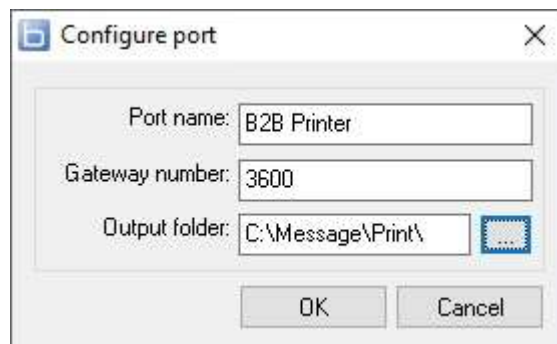 Configure port
Port name: B2B Printer
Gateway number: 3600
Output folder: C:\Message\Print\ ...
OK Cancel